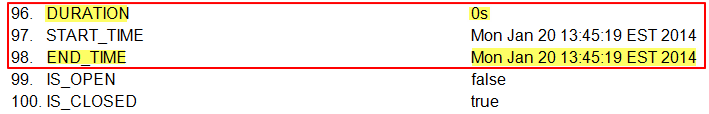 96. DURATION 0s
97. START_TIME Mon Jan 20 13:45:19 EST 2014
98. END_TIME Mon Jan 20 13:45:19 EST 2014
99. IS_OPEN false
100. IS_CLOSED true